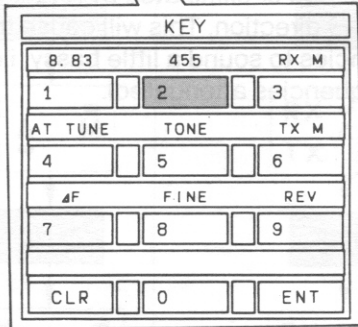 KEY
8.83 455 RX M
1 2 3
AT TUNE TONE TX M
4 5 6
⊿F FINE REV
7 8 9
CLR 0 ENT